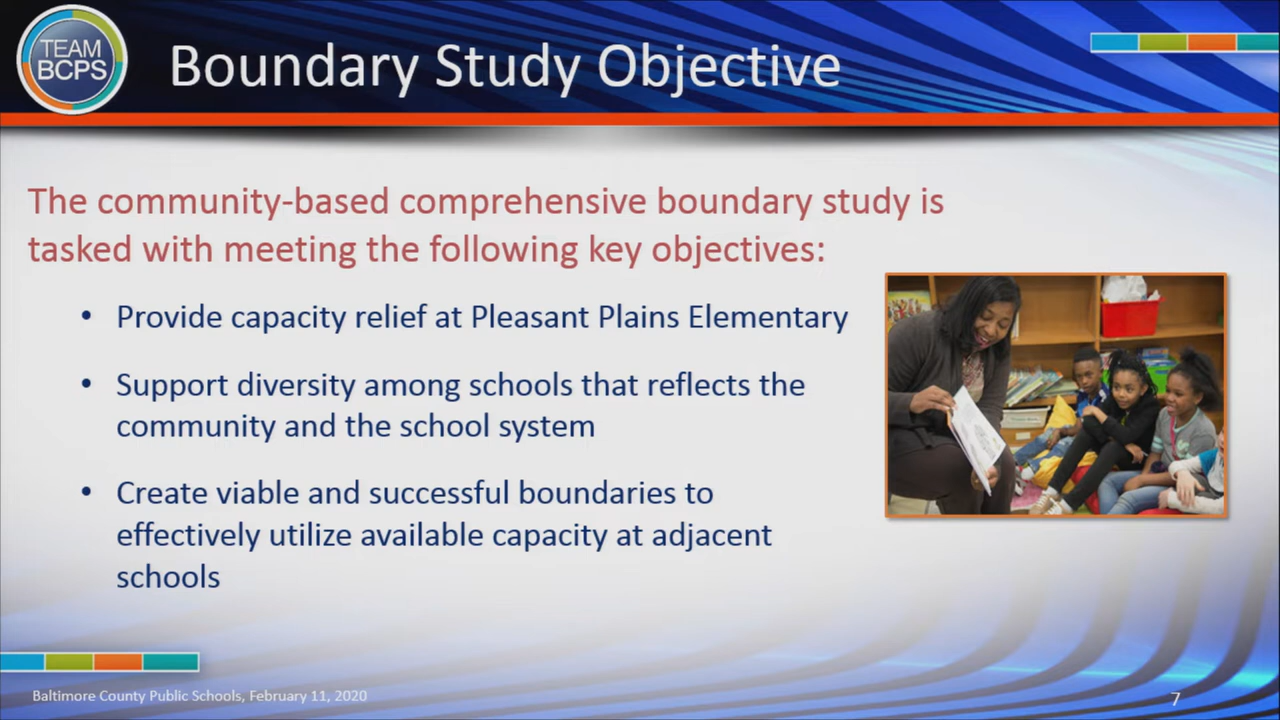 TEAM
BCPS
Boundary Study Objective
The community-based comprehensive boundary study is
tasked with meeting the following key objectives:
• Provide capacity relief at Pleasant Plains Elementary
• Support diversity among schools that reflects the
community and the school system
• Create viable and successful boundaries to
effectively utilize available capacity at adjacent
schools
Baltimore County Public Schools, February 11, 2020
7